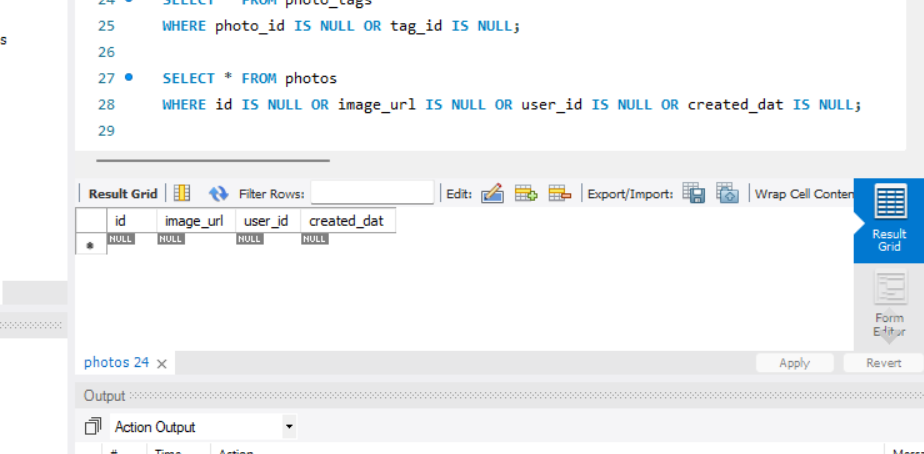 s
24 SELECT * FROM photo_tags
25 WHERE photo_id IS NULL OR tag_id IS NULL;
26
27 SELECT * FROM photos
28 WHERE id IS NULL OR image_url IS NULL OR user_id IS NULL OR created_dat IS NULL;
29
Result Grid Filter Rows: Edit: Export/Import: Wrap Cell Conten
id image_url user_id created_dat
* NULL NULL NULL NULL
Result
Grid
Form
Editor
photos 24 × Apply Revert
Output
Action Output
# Time Action